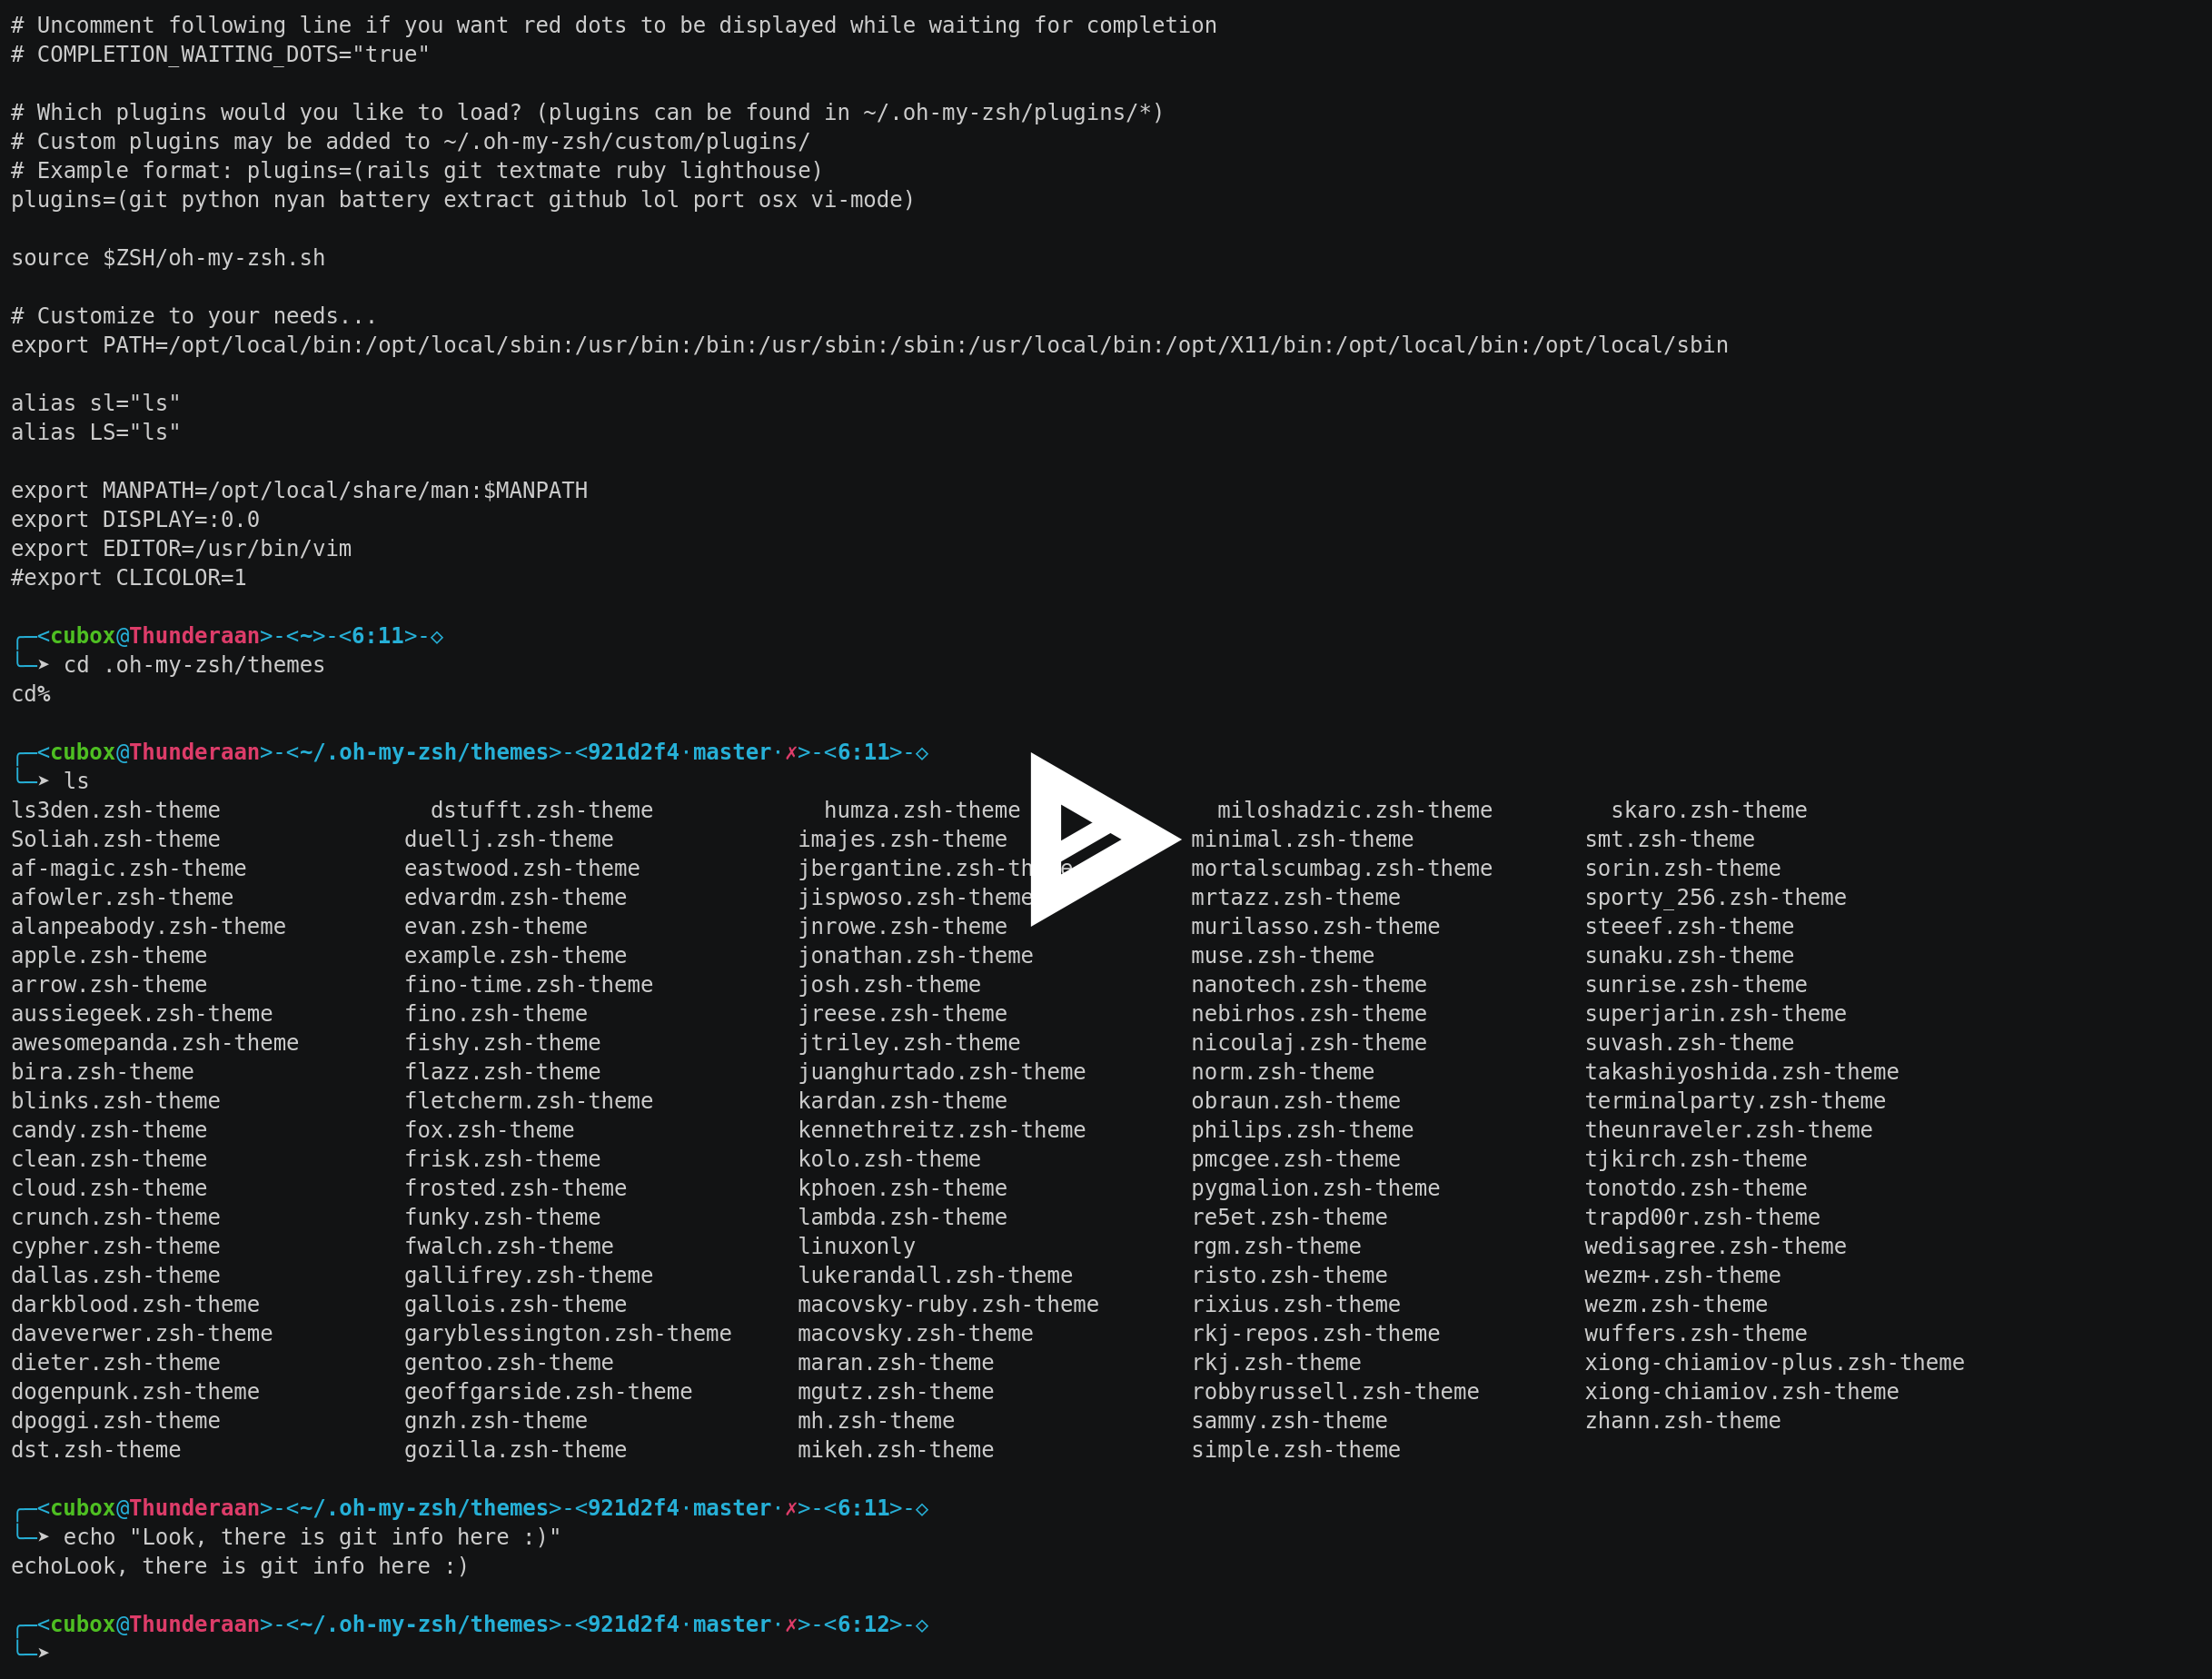 # Uncomment following line if you want red dots to be displayed while waiting for completion
# COMPLETION_WAITING_DOTS="true"
# Which plugins would you like to load? (plugins can be found in ~/.oh-my-zsh/plugins/*)
# Custom plugins may be added to ~/.oh-my-zsh/custom/plugins/
# Example format: plugins=(rails git textmate ruby lighthouse)
plugins=(git python nyan battery extract github lol port osx vi-mode)
source $ZSH/oh-my-zsh.sh
# Customize to your needs...
export PATH=/opt/local/bin:/opt/local/sbin:/usr/bin:/bin:/usr/sbin:/sbin:/usr/local/bin:/opt/X11/bin:/opt/local/bin:/opt/local/sbin
alias sl="ls"
alias LS="ls"
export MANPATH=/opt/local/share/man:$MANPATH
export DISPLAY=:0.0
export EDITOR=/usr/bin/vim
#export CLICOLOR=1
╭─<cubox@Thunderaan>-<~>-<6:11>-◇
╰─➤ cd .oh-my-zsh/themes
cd%
╭─<cubox@Thunderaan>-<~/.oh-my-zsh/themes>-<921d2f4·master·✗>-<6:11>-◇
╰─➤ ls
ls3den.zsh-theme dstufft.zsh-theme humza.zsh-theme miloshadzic.zsh-theme skaro.zsh-theme
Soliah.zsh-theme duellj.zsh-theme imajes.zsh-theme minimal.zsh-theme smt.zsh-theme
af-magic.zsh-theme eastwood.zsh-theme jbergantine.zsh-theme mortalscumbag.zsh-theme sorin.zsh-theme
afowler.zsh-theme edvardm.zsh-theme jispwoso.zsh-theme mrtazz.zsh-theme sporty_256.zsh-theme
alanpeabody.zsh-theme evan.zsh-theme jnrowe.zsh-theme murilasso.zsh-theme steeef.zsh-theme
apple.zsh-theme example.zsh-theme jonathan.zsh-theme muse.zsh-theme sunaku.zsh-theme
arrow.zsh-theme fino-time.zsh-theme josh.zsh-theme nanotech.zsh-theme sunrise.zsh-theme
aussiegeek.zsh-theme fino.zsh-theme jreese.zsh-theme nebirhos.zsh-theme superjarin.zsh-theme
awesomepanda.zsh-theme fishy.zsh-theme jtriley.zsh-theme nicoulaj.zsh-theme suvash.zsh-theme
bira.zsh-theme flazz.zsh-theme juanghurtado.zsh-theme norm.zsh-theme takashiyoshida.zsh-theme
blinks.zsh-theme fletcherm.zsh-theme kardan.zsh-theme obraun.zsh-theme terminalparty.zsh-theme
candy.zsh-theme fox.zsh-theme kennethreitz.zsh-theme philips.zsh-theme theunraveler.zsh-theme
clean.zsh-theme frisk.zsh-theme kolo.zsh-theme pmcgee.zsh-theme tjkirch.zsh-theme
cloud.zsh-theme frosted.zsh-theme kphoen.zsh-theme pygmalion.zsh-theme tonotdo.zsh-theme
crunch.zsh-theme funky.zsh-theme lambda.zsh-theme re5et.zsh-theme trapd00r.zsh-theme
cypher.zsh-theme fwalch.zsh-theme linuxonly rgm.zsh-theme wedisagree.zsh-theme
dallas.zsh-theme gallifrey.zsh-theme lukerandall.zsh-theme risto.zsh-theme wezm+.zsh-theme
darkblood.zsh-theme gallois.zsh-theme macovsky-ruby.zsh-theme rixius.zsh-theme wezm.zsh-theme
daveverwer.zsh-theme garyblessington.zsh-theme macovsky.zsh-theme rkj-repos.zsh-theme wuffers.zsh-theme
dieter.zsh-theme gentoo.zsh-theme maran.zsh-theme rkj.zsh-theme xiong-chiamiov-plus.zsh-theme
dogenpunk.zsh-theme geoffgarside.zsh-theme mgutz.zsh-theme robbyrussell.zsh-theme xiong-chiamiov.zsh-theme
dpoggi.zsh-theme gnzh.zsh-theme mh.zsh-theme sammy.zsh-theme zhann.zsh-theme
dst.zsh-theme gozilla.zsh-theme mikeh.zsh-theme simple.zsh-theme
╭─<cubox@Thunderaan>-<~/.oh-my-zsh/themes>-<921d2f4·master·✗>-<6:11>-◇
╰─➤ echo "Look, there is git info here :)"
echoLook, there is git info here :)
╭─<cubox@Thunderaan>-<~/.oh-my-zsh/themes>-<921d2f4·master·✗>-<6:12>-◇
╰─➤